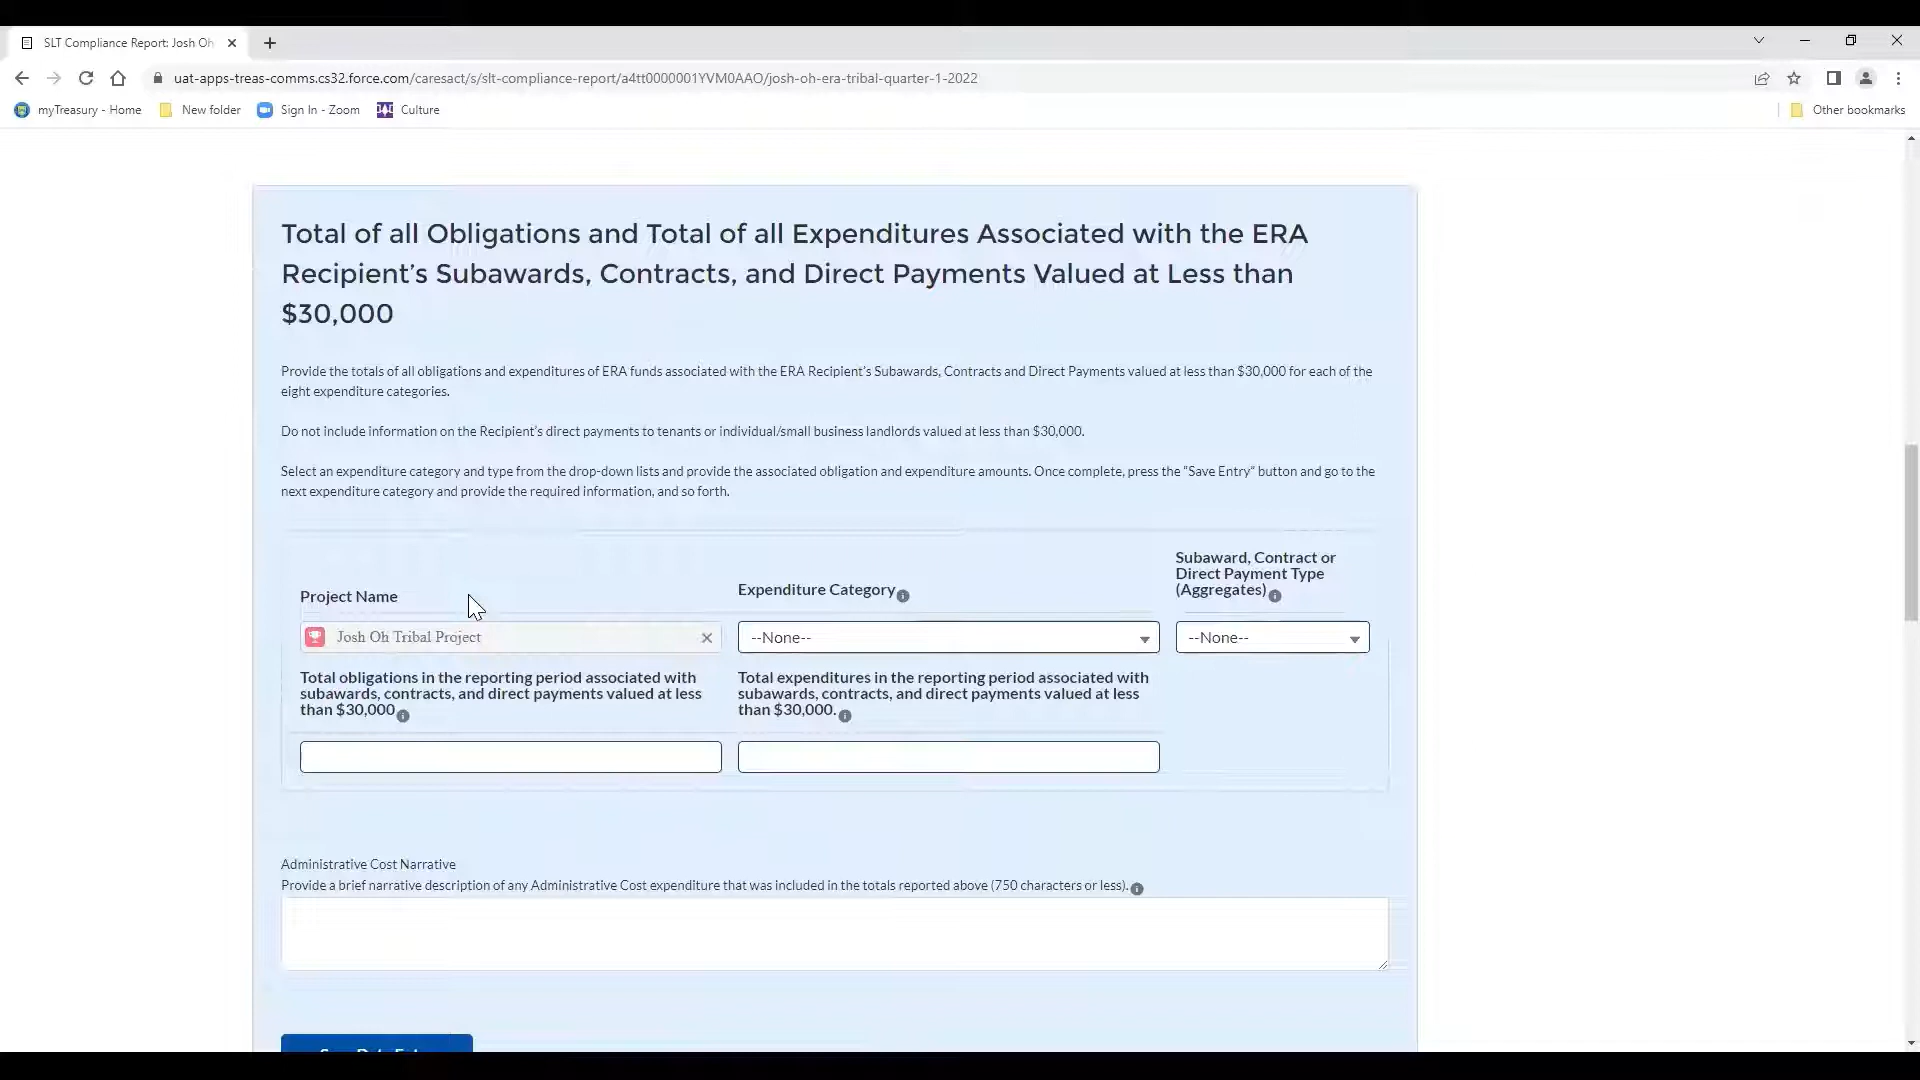 SLT Compliance Report: Josh Oh
uat-apps-treas-comms.cs32.force.com/caresact/s/slt-compliance-report/a4tt0000001YVM0AAO/josh-oh-era-tribal-quarter-1-2022
myTreasury - Home
New folder
Sign In - Zoom
Culture
Other bookmarks
Total of all Obligations and Total of all Expenditures Associated with the ERA
Recipient’s Subawards, Contracts, and Direct Payments Valued at Less than
$30,000
Provide the totals of all obligations and expenditures of ERA funds associated with the ERA Recipient’s Subawards, Contracts and Direct Payments valued at less than $30,000 for each of the
eight expenditure categories.
Do not include information on the Recipient’s direct payments to tenants or individual/small business landlords valued at less than $30,000.
Select an expenditure category and type from the drop-down lists and provide the associated obligation and expenditure amounts. Once complete, press the “Save Entry“ button and go to the
next expenditure category and provide the required information, and so forth.
Project Name
Expenditure Category
Subaward, Contract or
Direct Payment Type
(Aggregates)
Josh Oh Tribal Project
--None--
--None--
Total obligations in the reporting period associated with
subawards, contracts, and direct payments valued at less
than $30,000
Total expenditures in the reporting period associated with
subawards, contracts, and direct payments valued at less
than $30,000.
Administrative Cost Narrative
Provide a brief narrative description of any Administrative Cost expenditure that was included in the totals reported above (750 characters or less).